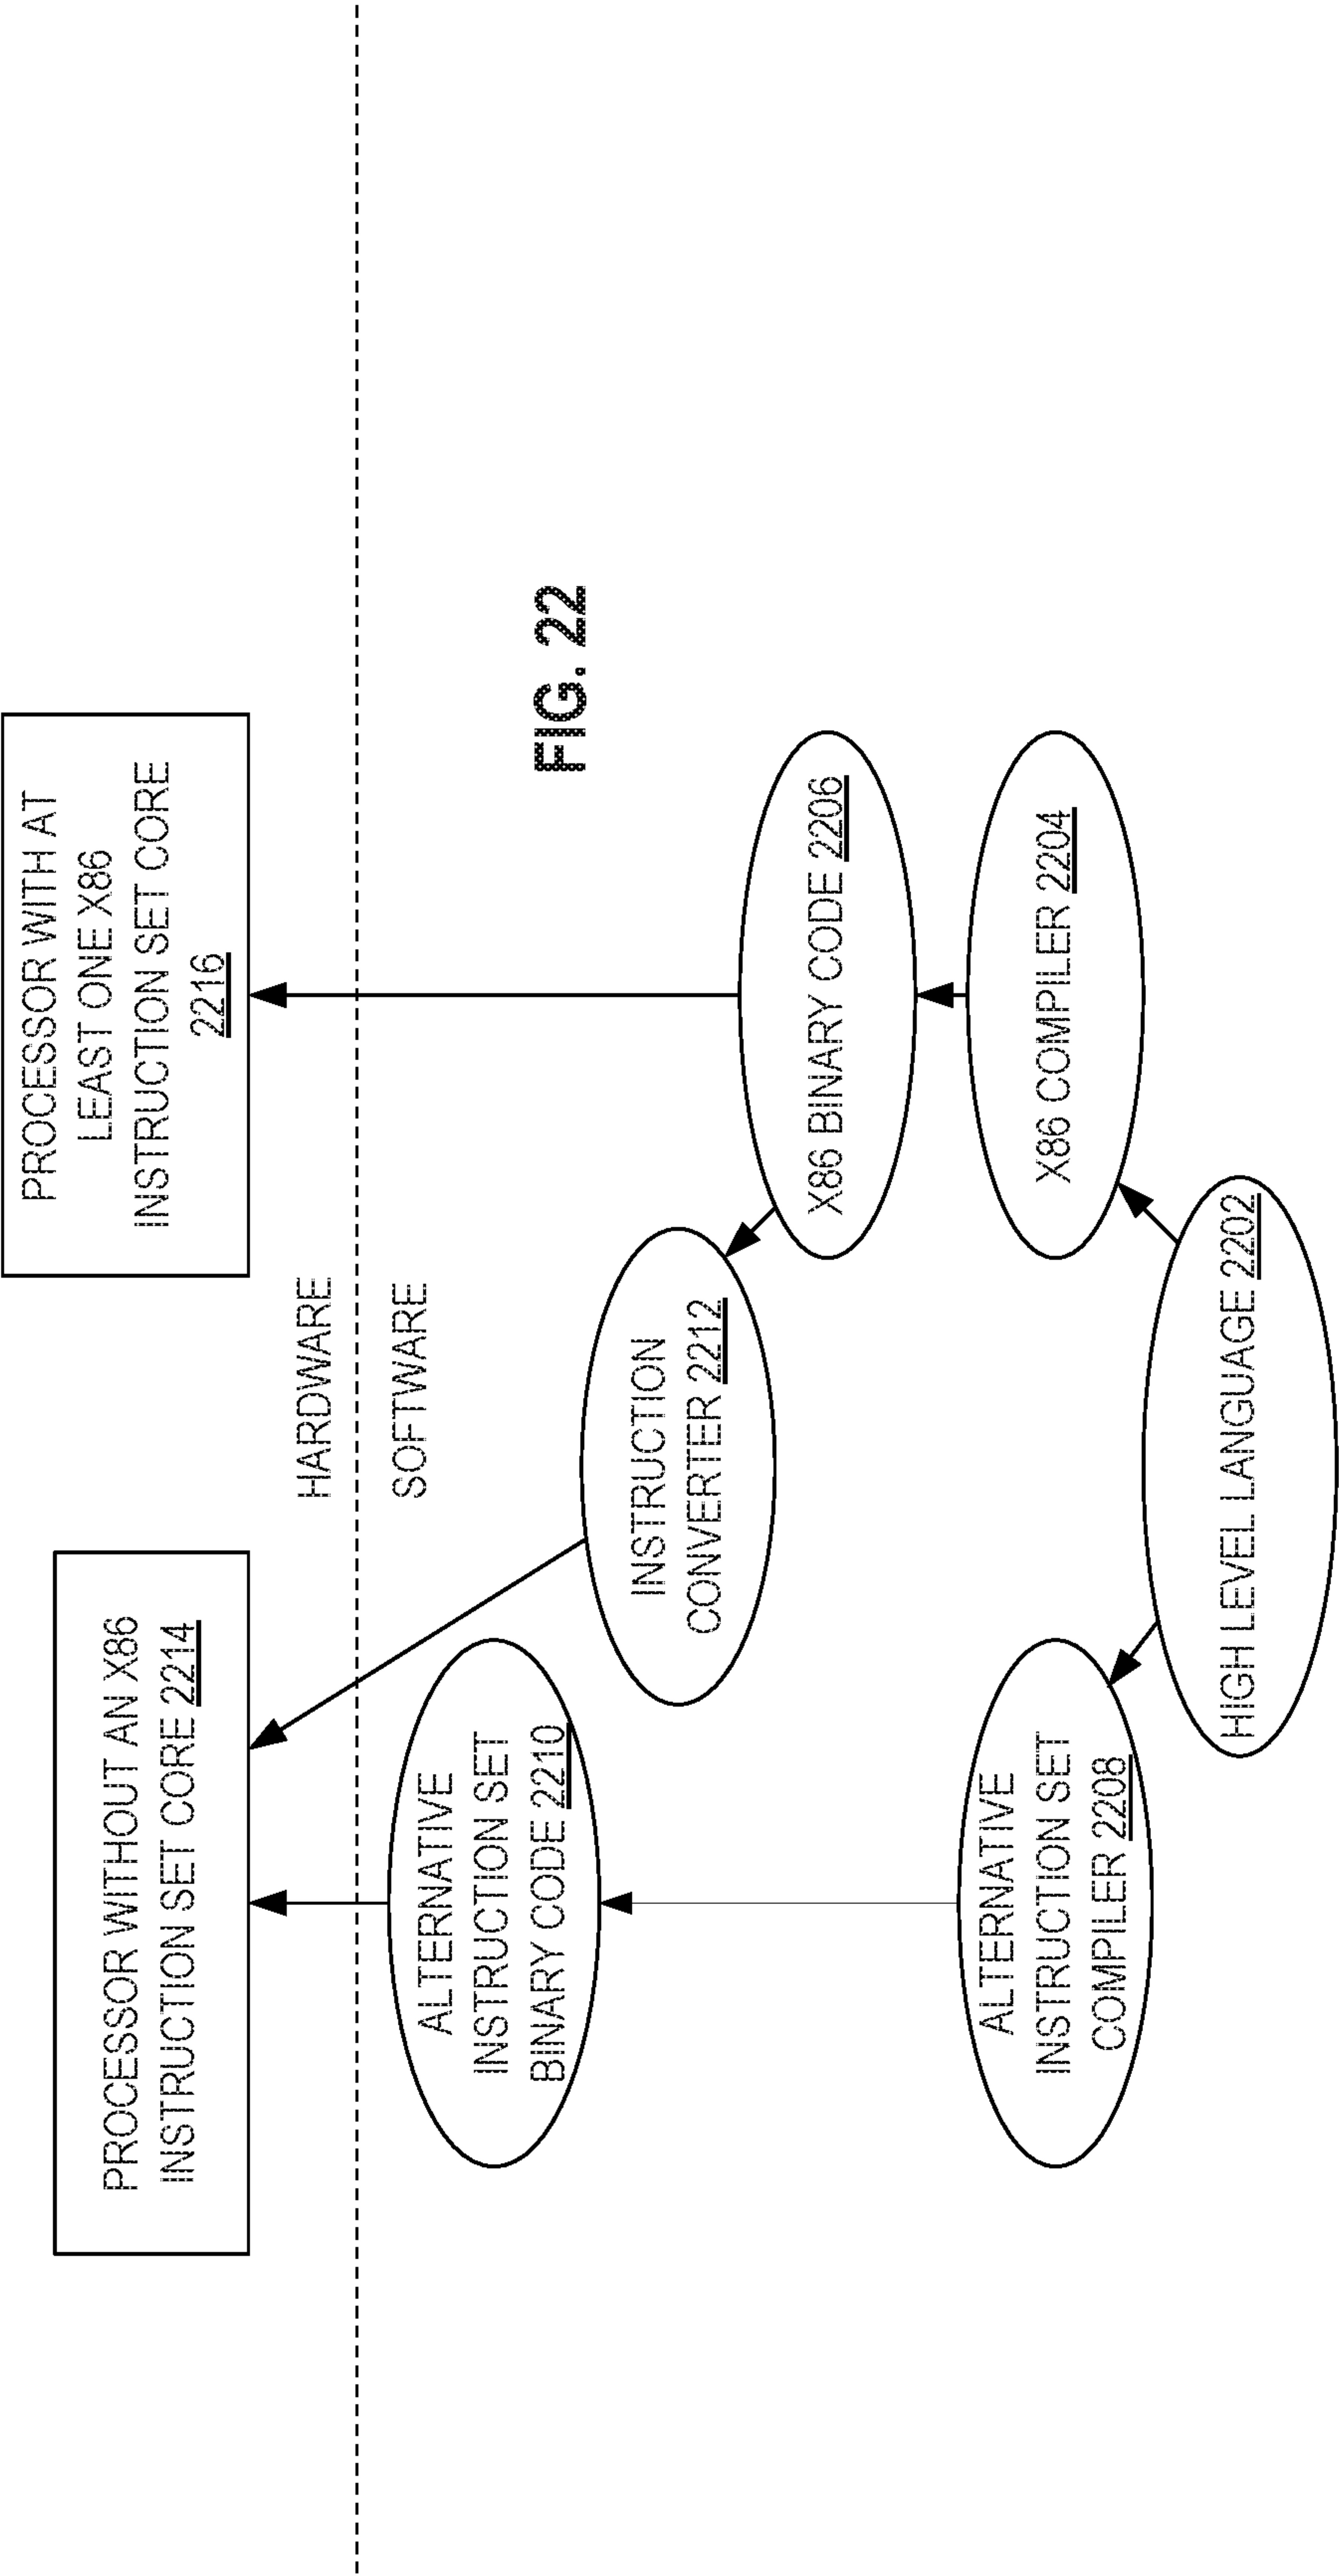 PROCESSOR WITHOUT AN X86
INSTRUCTION SET CORE 2214
PROCESSOR WITH AT
LEAST ONE X86
INSTRUCTION SET CORE
2216
HARDWARE
SOFTWARE
ALTERNATIVE
INSTRUCTION SET
BINARY CODE 2210
INSTRUCTION
CONVERTER 2212
FIG. 22
X86 BINARY CODE 2206
ALTERNATIVE
INSTRUCTION SET
COMPILER 2208
X86 COMPILER 2204
HIGH LEVEL LANGUAGE 2202